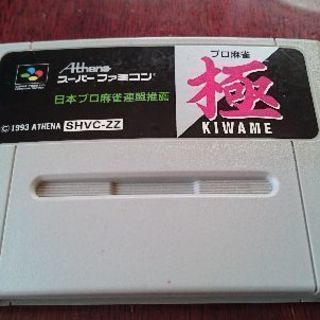 Athena
スーパーファミコン
日本プロ麻雀連盟推薦
© 1993 ATHENA SHVC-ZZ
プロ麻雀
極
KIWAME